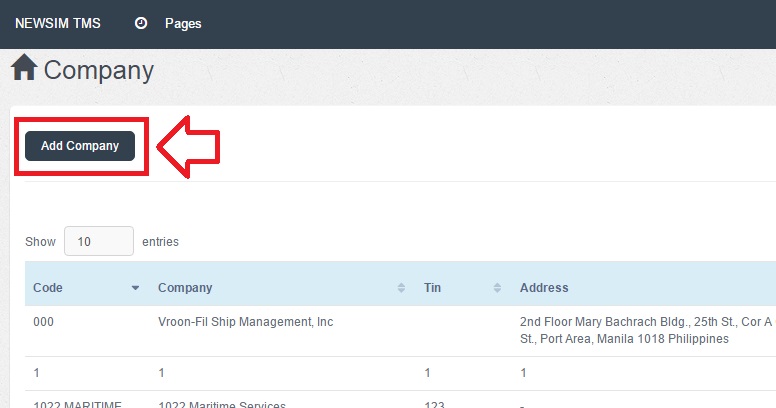 NEWSIM TMS Pages
Company
Add Company
Show 10 entries
Code Company Tin Address
000 Vroon-Fil Ship Management, Inc 2nd Floor Mary Bachrach Bldg., 25th St., Cor A
St., Port Area, Manila 1018 Philippines
1 1 1 1
1022 MARITIME 1022 Maritime Services 123 -